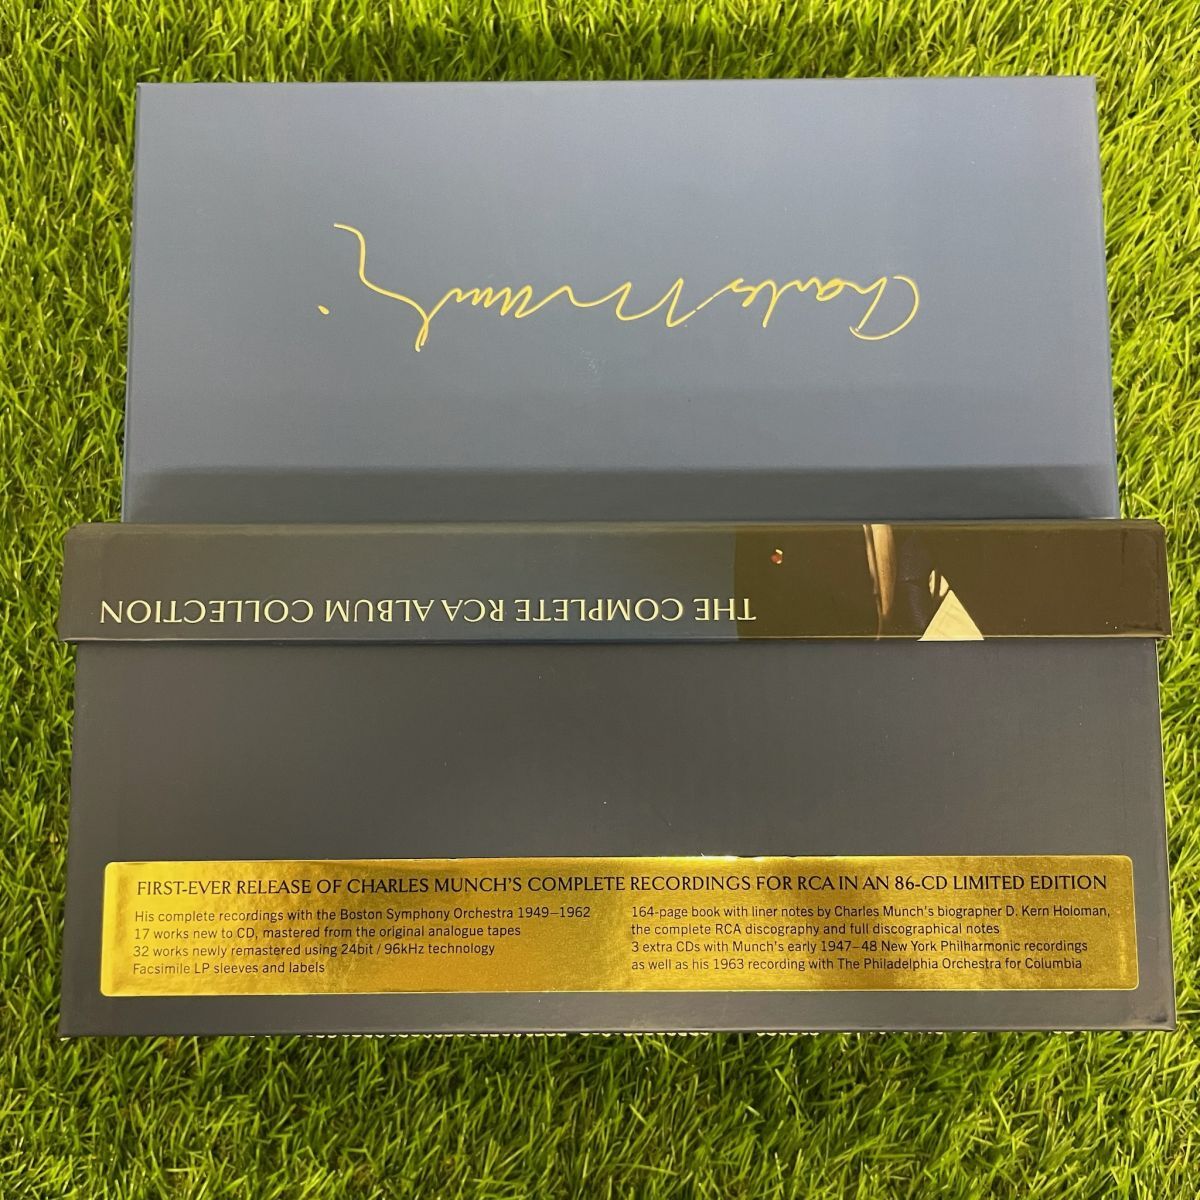 Charles Munch
THE COMPLETE RCA ALBUM COLLECTION
FIRST-EVER RELEASE OF CHARLES MUNCH'S COMPLETE RECORDINGS FOR RCA IN AN 86-CD LIMITED EDITION
His complete recordings with the Boston Symphony Orchestra 1949–1962
17 works new to CD, mastered from the original analogue tapes
32 works newly remastered using 24bit / 96kHz technology
Facsimile LP sleeves and labels
164-page book with liner notes by Charles Munch's biographer D. Kern Holoman,
the complete RCA discography and full discographical notes
3 extra CDs with Munch's early 1947–48 New York Philharmonic recordings
as well as his 1963 recording with The Philadelphia Orchestra for Columbia